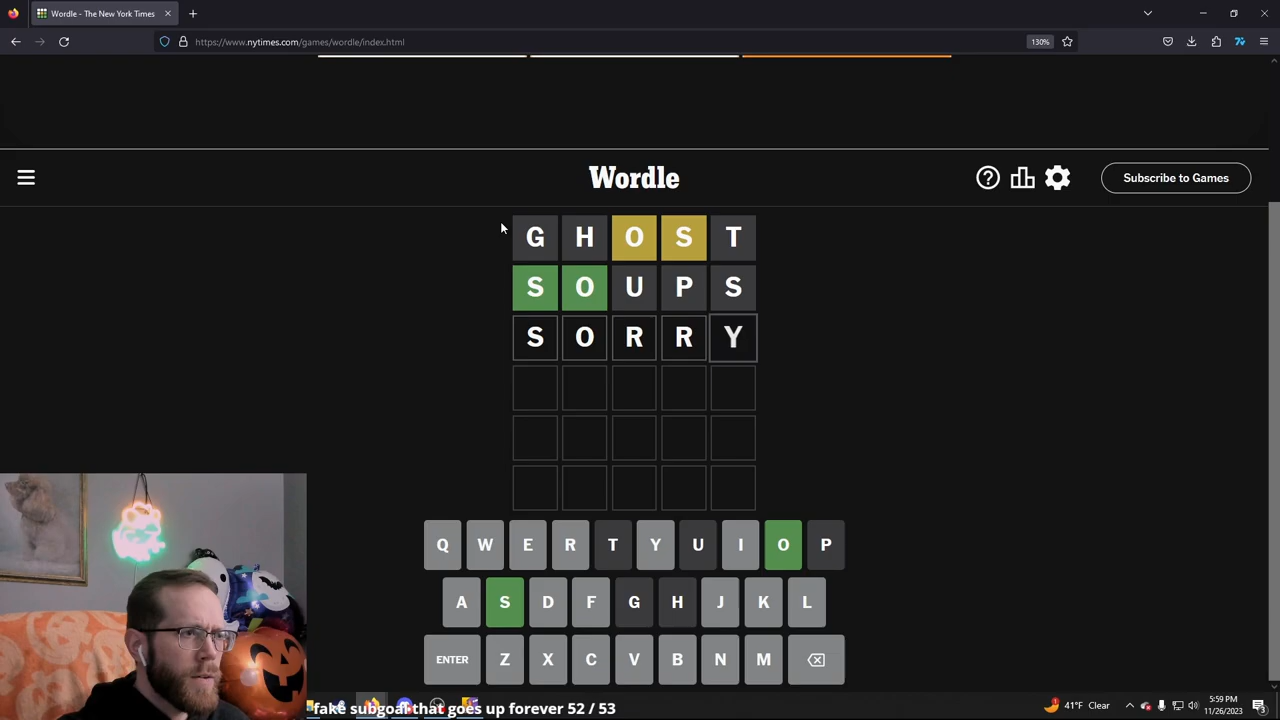 Wordle - The New York Times
https://www.nytimes.com/games/wordle/index.html
130%
Wordle
Subscribe to Games
G H O S T
S O U P S
S O R R Y
Q W E R T Y U I O P
A S D F G H J K L
ENTER Z X C V B N M
fake subgoal that goes up forever 52 / 53
41°F Clear
5:59 PM
11/26/2023